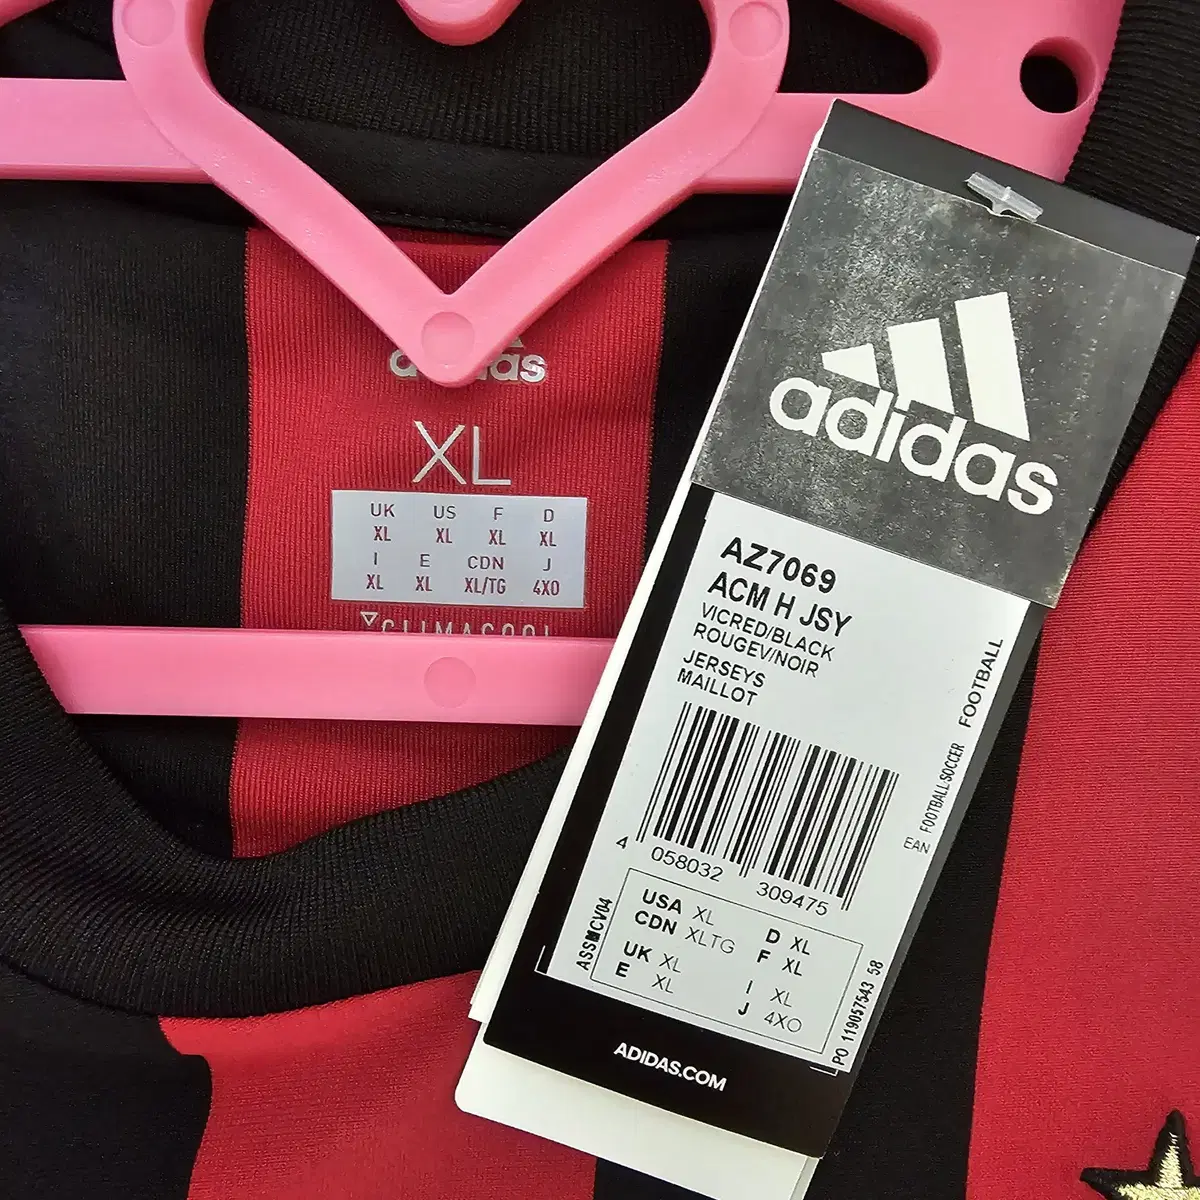 adidas
XL
UK US F D
XL XL XL XL
I E CDN J
XL XL XL/TG 4XO
CLIMACOOL
adidas
AZ7069
ACM H JSY
VICRED/BLACK
ROUGEV/NOIR
JERSEYS
MAILLOT
FOOTBALL
FOOTBALL-SOCCER
EAN
4 058032 309475
ASSMCV04
USA XL
CDN XLTG
UK XL
E XL
D XL
F XL
I XL
J 4XO
PO 119057543 58
ADIDAS.COM